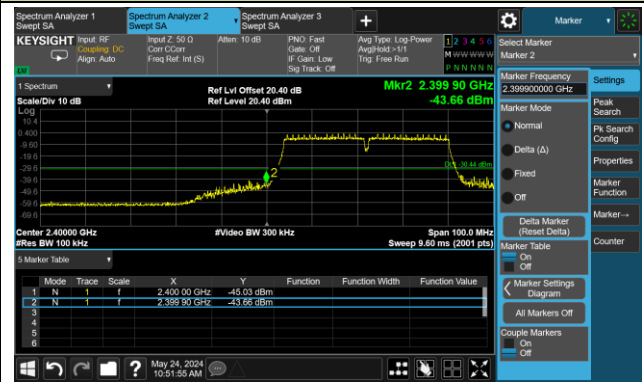 Spectrum Analyzer 1
Swept SA
Spectrum Analyzer 2
Swept SA
Spectrum Analyzer 3
Swept SA
Marker
KEYSIGHT
Input: RF
Coupling: DC
Align: Auto
Input Z: 50 Ω
Corr CCorr
Freq Ref: Int (S)
Atten: 10 dB
PNO: Fast
Gate: Off
IF Gain: Low
Sig Track: Off
Avg Type: Log-Power
Avg|Hold:>1/1
Trig: Free Run
1 2 3 4 5 6
M W W W W W
P N N N N N
LXI
Select Marker
Marker 2
1 Spectrum
Scale/Div 10 dB
Log
Ref Lvl Offset 20.40 dB
Ref Level 20.40 dBm
Mkr2 2.399 90 GHz
-43.66 dBm
10.4
0.400
-9.60
-19.6
-29.6
-39.6
-49.6
-59.6
-69.6
2
Center 2.40000 GHz
#Res BW 100 kHz
#Video BW 300 kHz
Span 100.0 MHz
Sweep 9.60 ms (2001 pts)
5 Marker Table
Mode Trace Scale X Y Function Function Width Function Value
1 N 1 f 2.400 00 GHz -45.03 dBm
2 N 1 f 2.399 90 GHz -43.66 dBm
3
4
5
6
Marker Frequency
2.399900000 GHz
Marker Mode
Normal
Delta (Δ)
Fixed
Off
Delta Marker
(Reset Delta)
Marker Table
On
Off
Marker Settings
Diagram
All Markers Off
Couple Markers
On
Off
Settings
Peak
Search
Pk Search
Config
Properties
Marker
Function
Marker→
Counter
May 24, 2024
10:51:55 AM